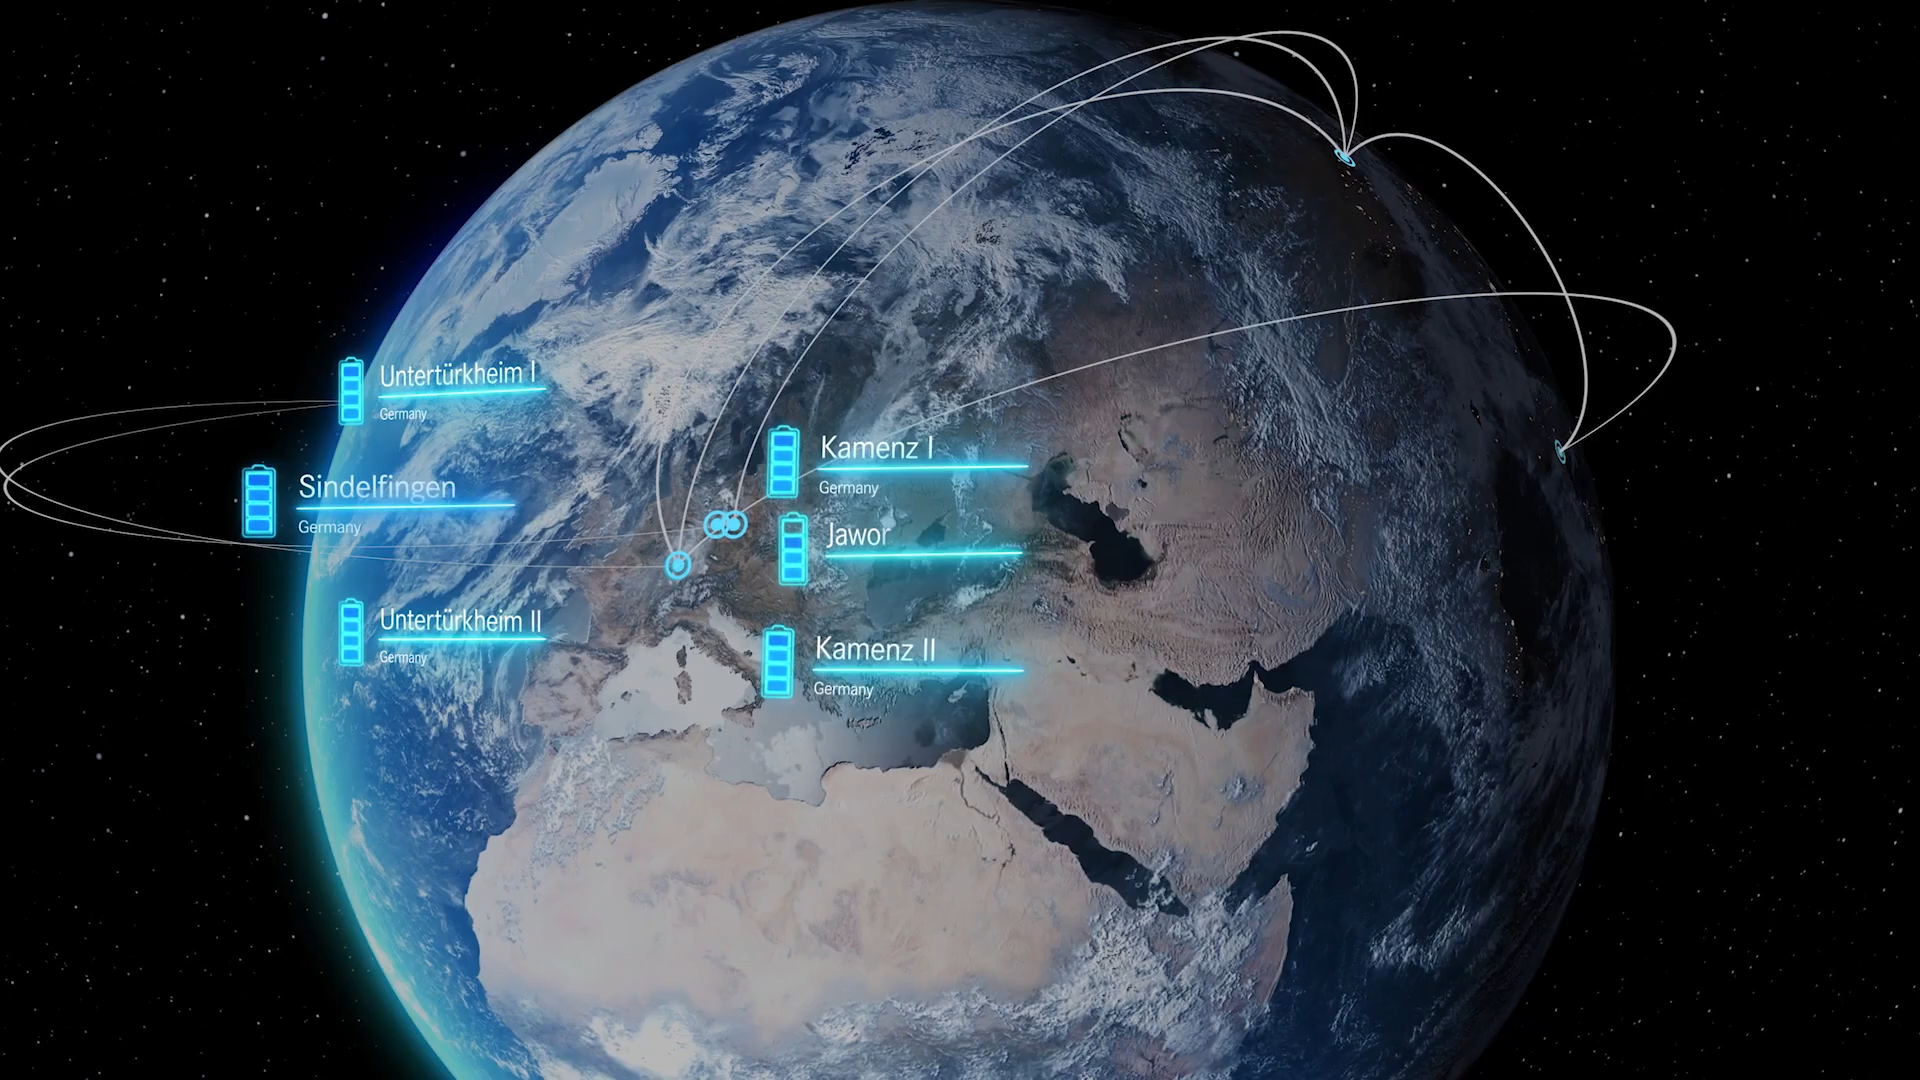 Untertürkheim I
Germany
Sindelfingen
Germany
Untertürkheim II
Germany
Kamenz I
Germany
Jawor
Kamenz II
Germany